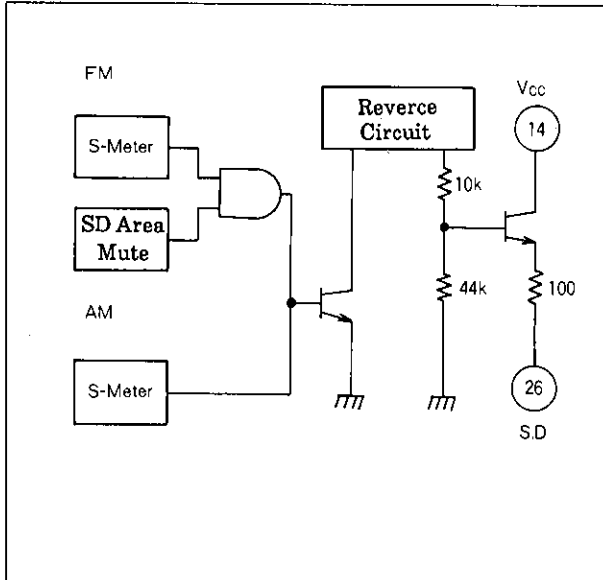 FM
S-Meter
SD Area
Mute
AM
S-Meter
Reverce
Circuit
10k
44k
Vcc
14
100
26
S.D